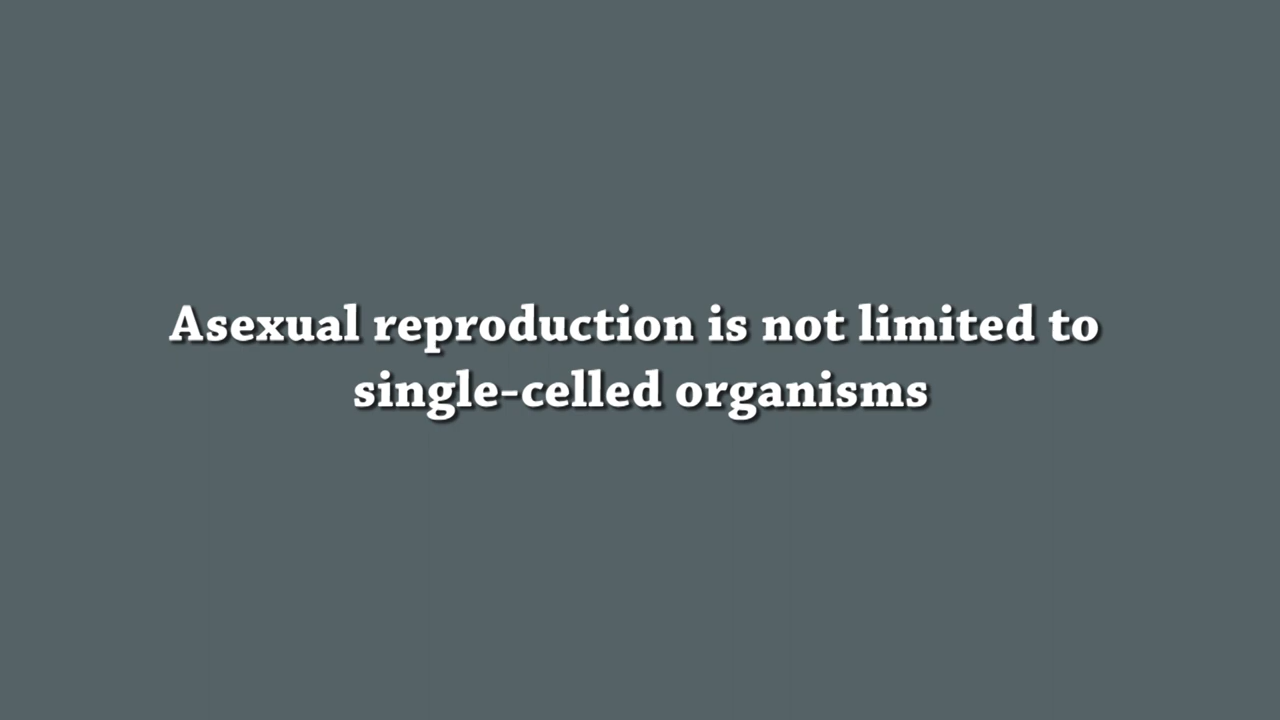 Asexual reproduction is not limited to
single-celled organisms